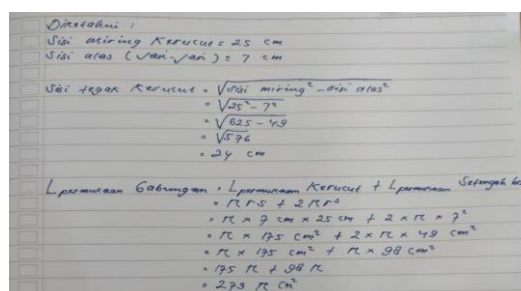 Diketahui :
Sisi miring Kerucut = 25 cm
Sisi alas (Jari-Jari) = 7 cm
Sisi tegak Kerucut = √sisi miring² - sisi alas²
= √25² - 7²
= √625 - 49
= √576
= 24 cm
L permukaan Gabungan = L permukaan Kerucut + L permukaan Setengah bo
= π r s + 2 π r²
= π x 7 cm x 25 cm + 2 x π x 7²
= π x 175 cm² + 2 x π x 49 cm²
= π x 175 cm² + π x 98 cm²
= 175 π + 98 π
= 273 π cm²